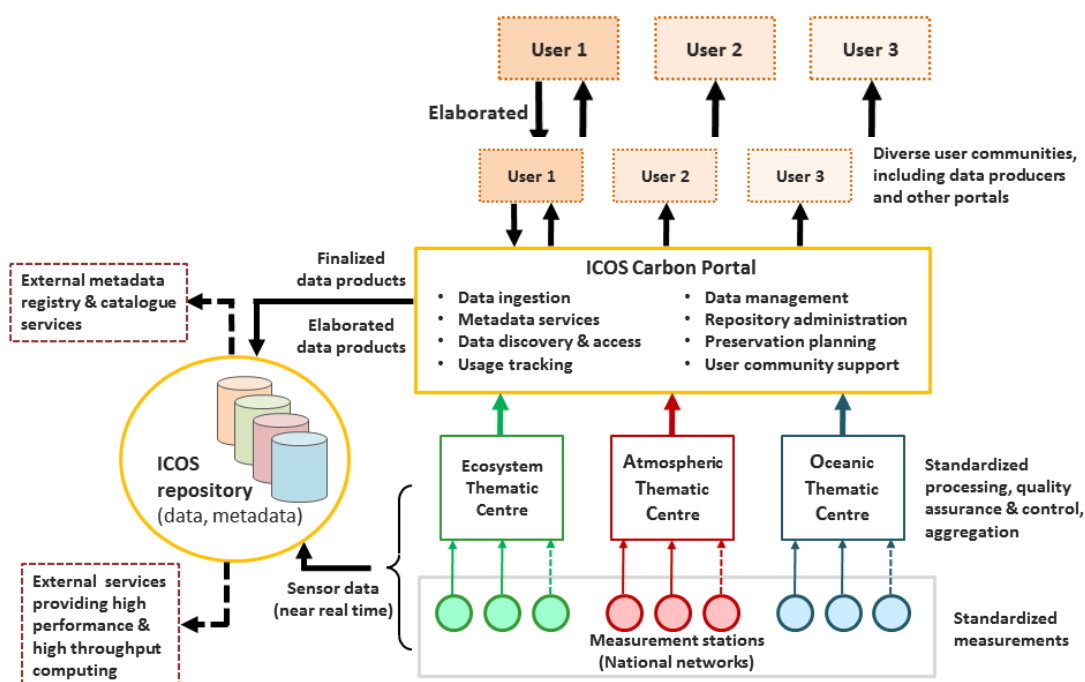 User 1
User 2
User 3
Elaborated
Diverse user communities,
including data producers
and other portals
User 1
User 2
User 3
Finalized
data products
Elaborated
data products
External metadata
registry & catalogue
services
ICOS Carbon Portal
• Data ingestion
• Metadata services
• Data discovery & access
• Usage tracking
• Data management
• Repository administration
• Preservation planning
• User community support
ICOS
repository
(data, metadata)
Ecosystem
Thematic
Centre
Atmospheric
Thematic
Centre
Oceanic
Thematic
Centre
Standardized
processing, quality
assurance & control,
aggregation
External services
providing high
performance &
high throughput
computing
Sensor data
(near real time)
Measurement stations
(National networks)
Standardized
measurements